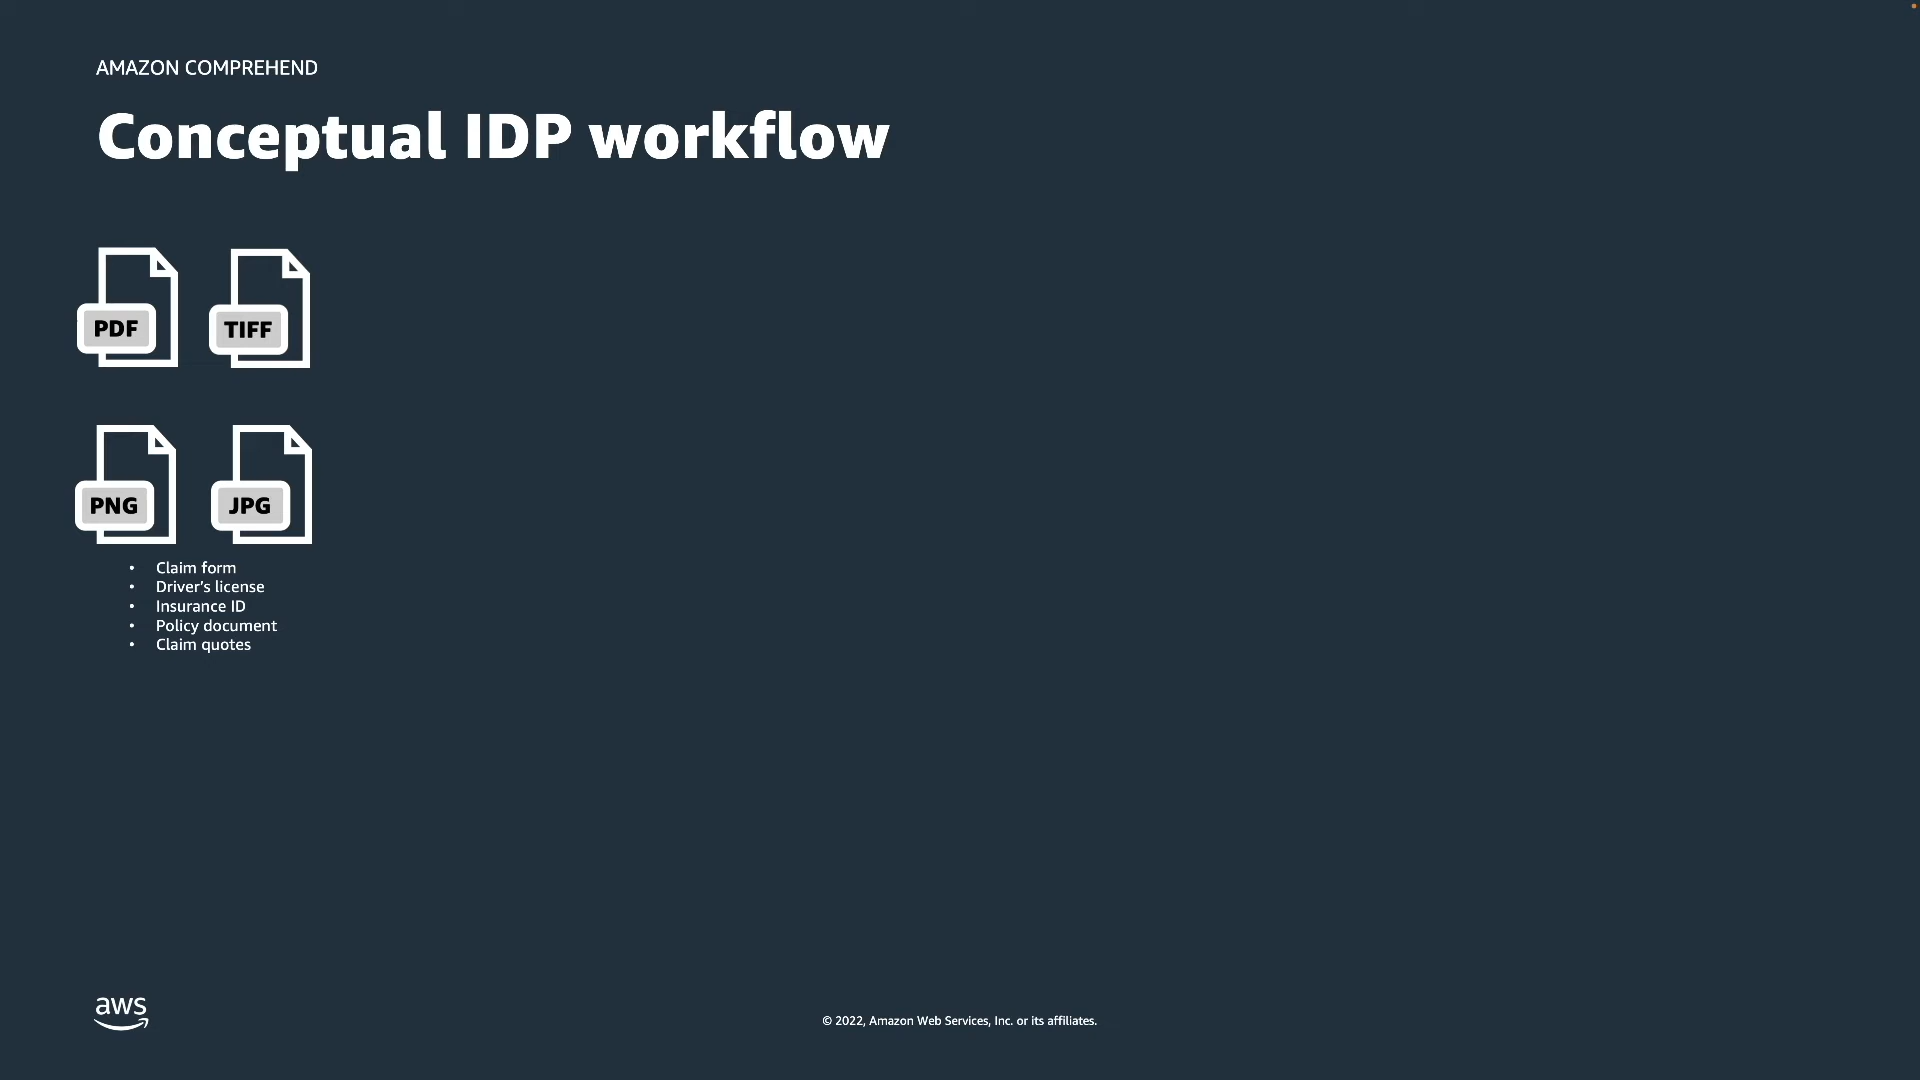 AMAZON COMPREHEND
Conceptual IDP workflow
PDF
TIFF
PNG
JPG
• Claim form
• Driver’s license
• Insurance ID
• Policy document
• Claim quotes
aws
© 2022, Amazon Web Services, Inc. or its affiliates.